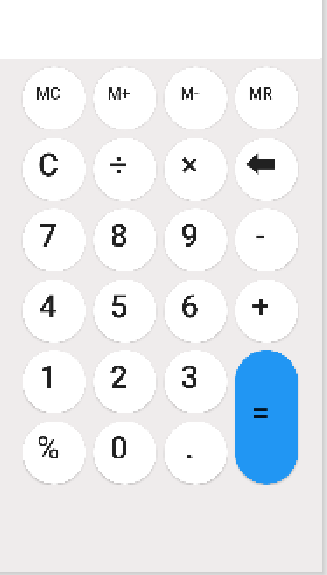 MC M+ M- MR
C ÷ × ⬅
7 8 9 -
4 5 6 +
1 2 3
=
% 0 .